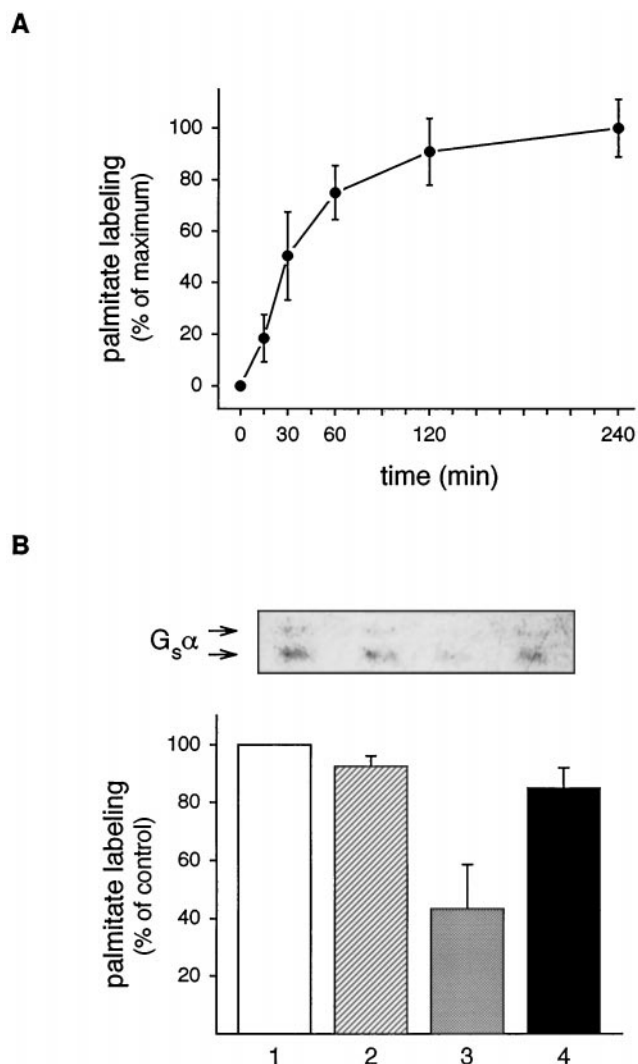 A
palmitate labeling
(% of maximum)
100
80
60
40
20
0
0 30 60 120 240
time (min)
B
Gsα
palmitate labeling
(% of control)
100
80
60
40
20
1 2 3 4